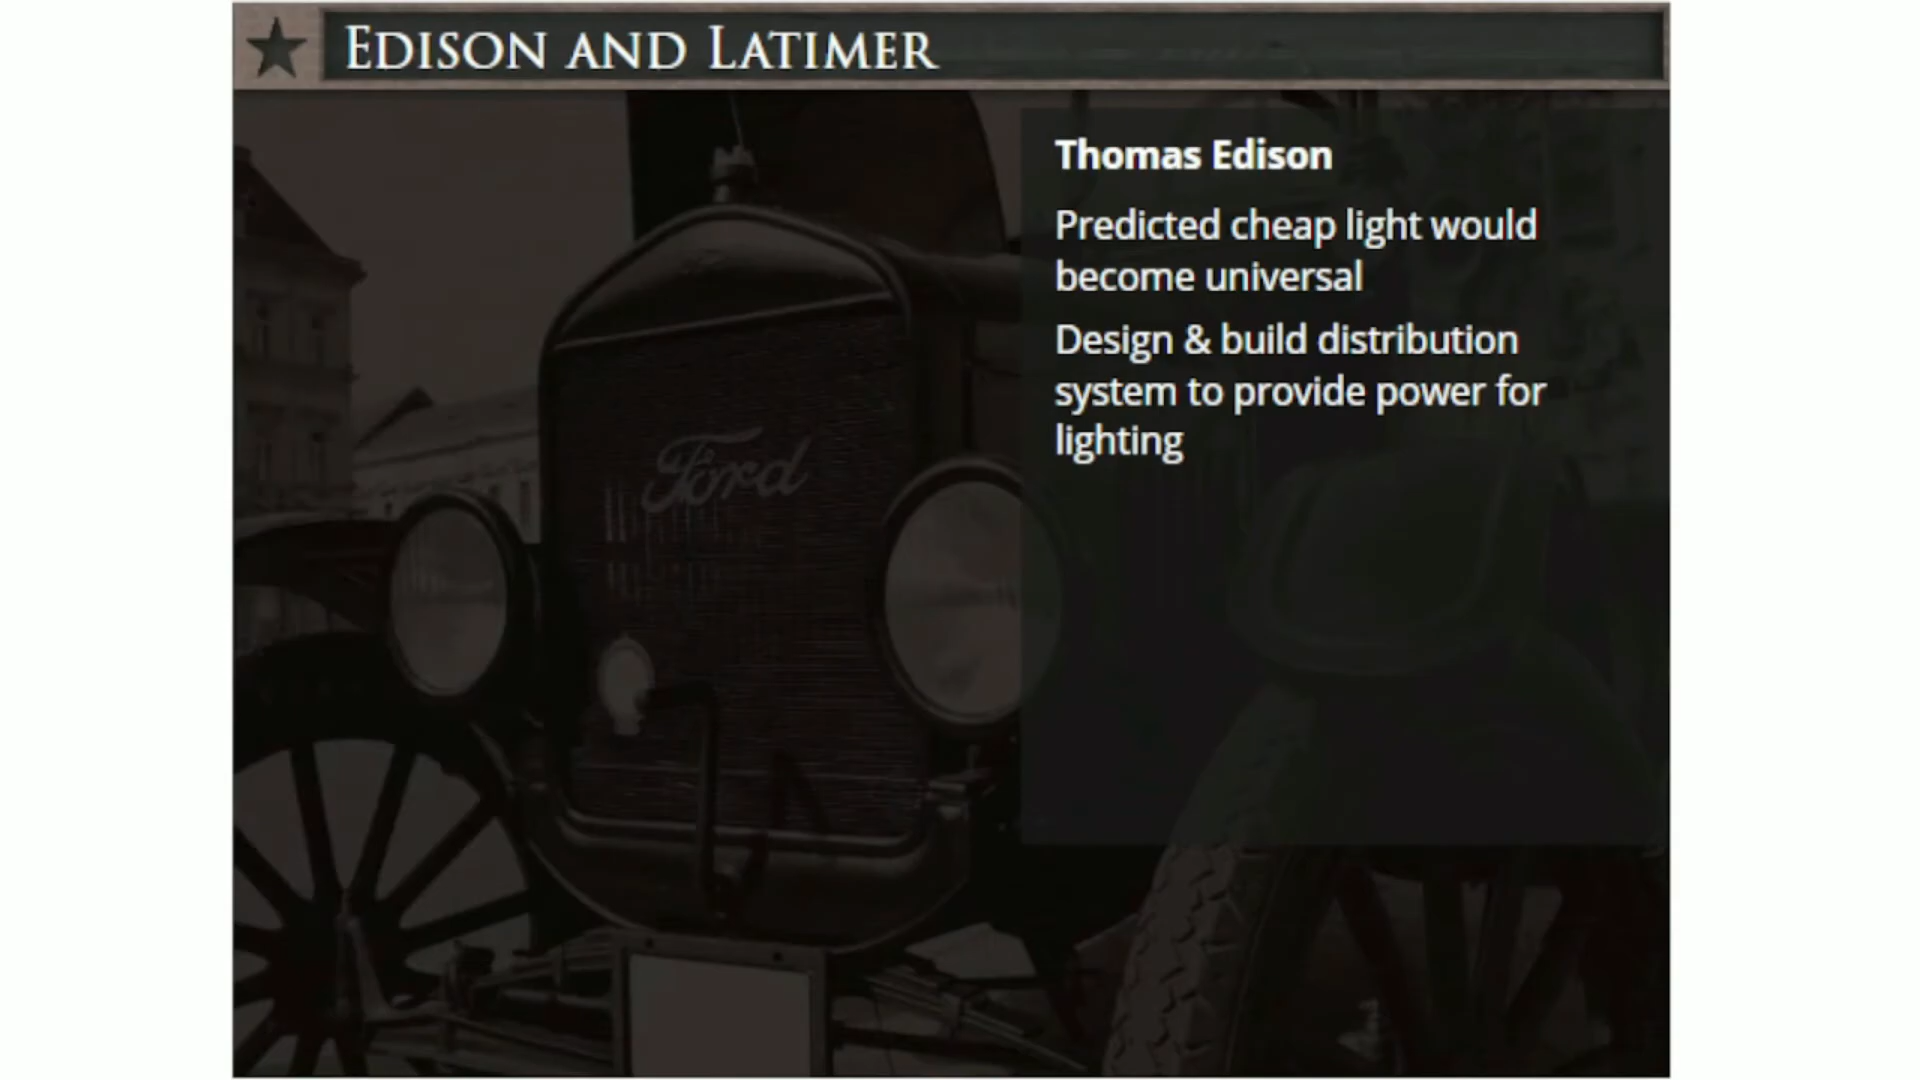 EDISON AND LATIMER
Thomas Edison
Predicted cheap light would
become universal
Design & build distribution
system to provide power for
lighting
Ford